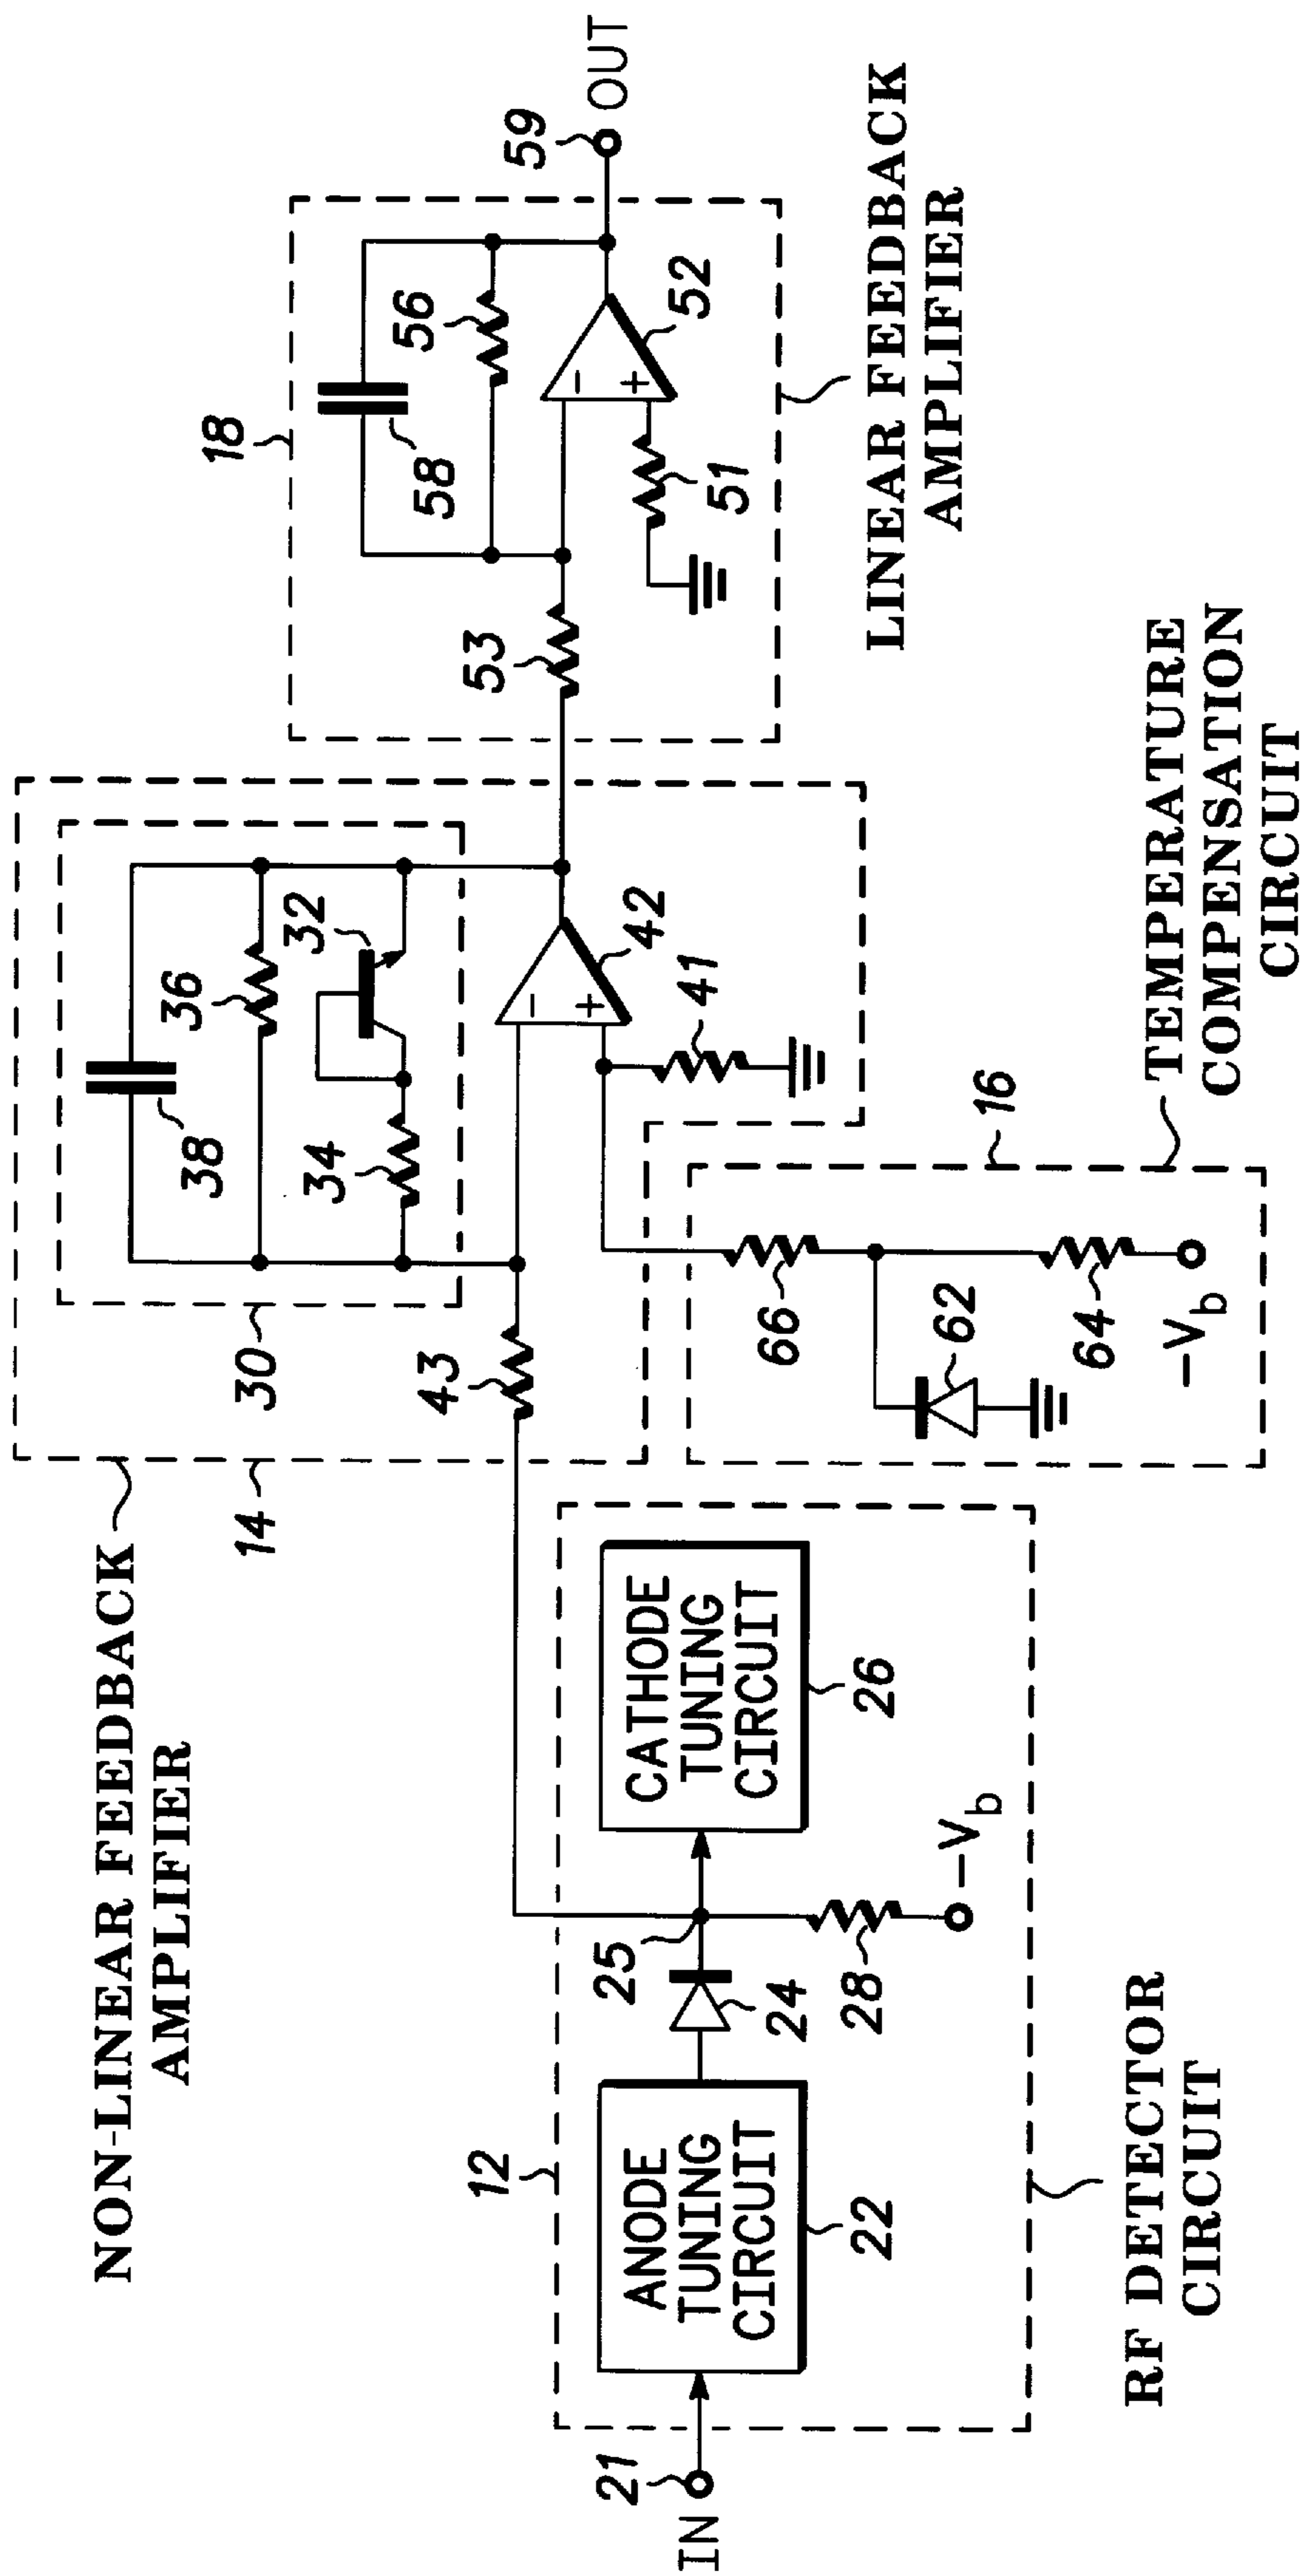 NON-LINEAR FEEDBACK
AMPLIFIER
14
30
38
36
34
32
43
42
41
18
58
56
53
52
51
59
OUT
LINEAR FEEDBACK
AMPLIFIER
IN
21
12
ANODE
TUNING
CIRCUIT
22
24
25
28
-Vb
CATHODE
TUNING
CIRCUIT
26
RF DETECTOR
CIRCUIT
66
62
64
-Vb
16
TEMPERATURE
COMPENSATION
CIRCUIT
−
+
−
+